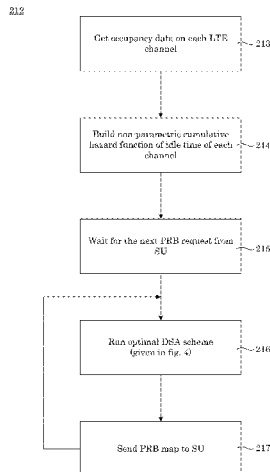 212
Get occupancy data on each LTE
channel
213
Build non-parametric cumulative
hazard function of idle time of each
channel
214
Wait for the next PRB request from
SU
215
Run optimal DSA scheme
(given in fig. 4)
216
Send PRB map to SU
217